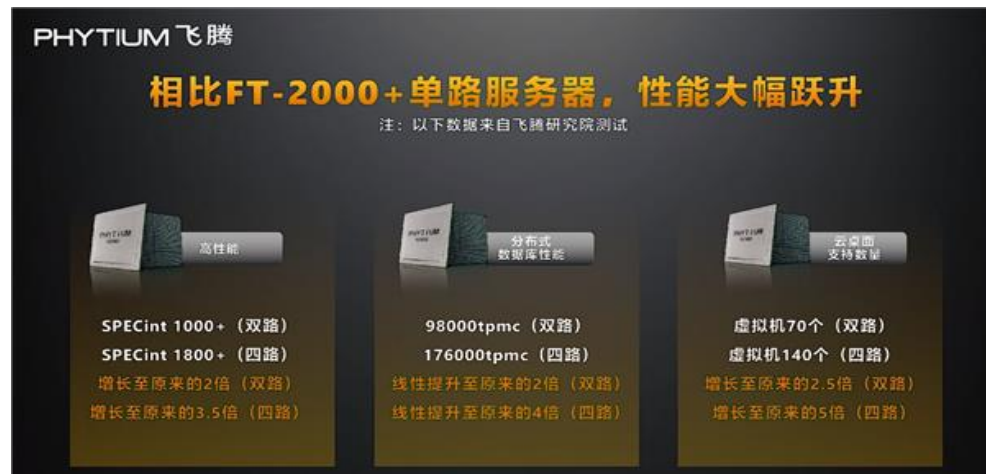 PHYTIUM飞腾
相比FT-2000+单路服务器，性能大幅跃升
注：以下数据来自飞腾研究院测试
PHYTIUM
高性能
SPECint 1000+（双路）
SPECint 1800+（四路）
增长至原来的2倍（双路）
增长至原来的3.5倍（四路）
PHYTIUM
分布式
数据库性能
98000tpmc（双路）
176000tpmc（四路）
线性提升至原来的2倍（双路）
线性提升至原来的4倍（四路）
PHYTIUM
云桌面
支持数量
虚拟机70个（双路）
虚拟机140个（四路）
增长至原来的2.5倍（双路）
增长至原来的5倍（四路）